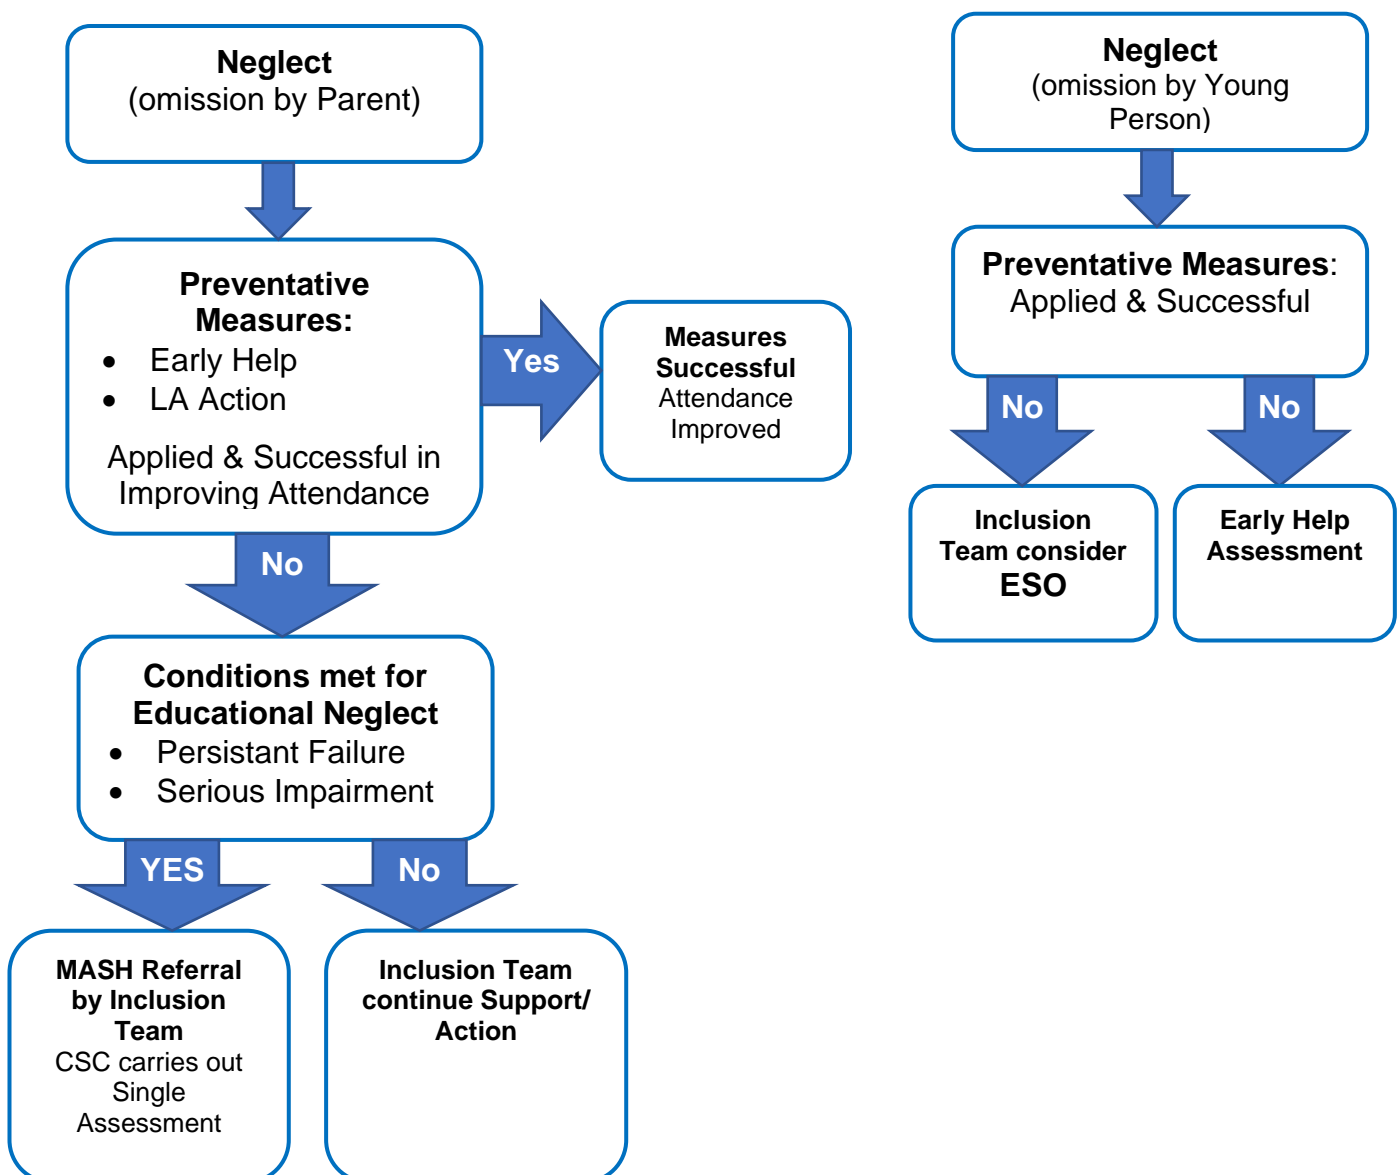 Neglect
(omission by Parent)
Preventative
Measures:
• Early Help
• LA Action
Applied & Successful in
Improving Attendance
Yes
Measures
Successful
Attendance
Improved
No
Conditions met for
Educational Neglect
• Persistant Failure
• Serious Impairment
YES
No
MASH Referral
by Inclusion
Team
CSC carries out
Single
Assessment
Inclusion Team
continue Support/
Action
Neglect
(omission by Young
Person)
Preventative Measures:
Applied & Successful
No
No
Inclusion
Team consider
ESO
Early Help
Assessment